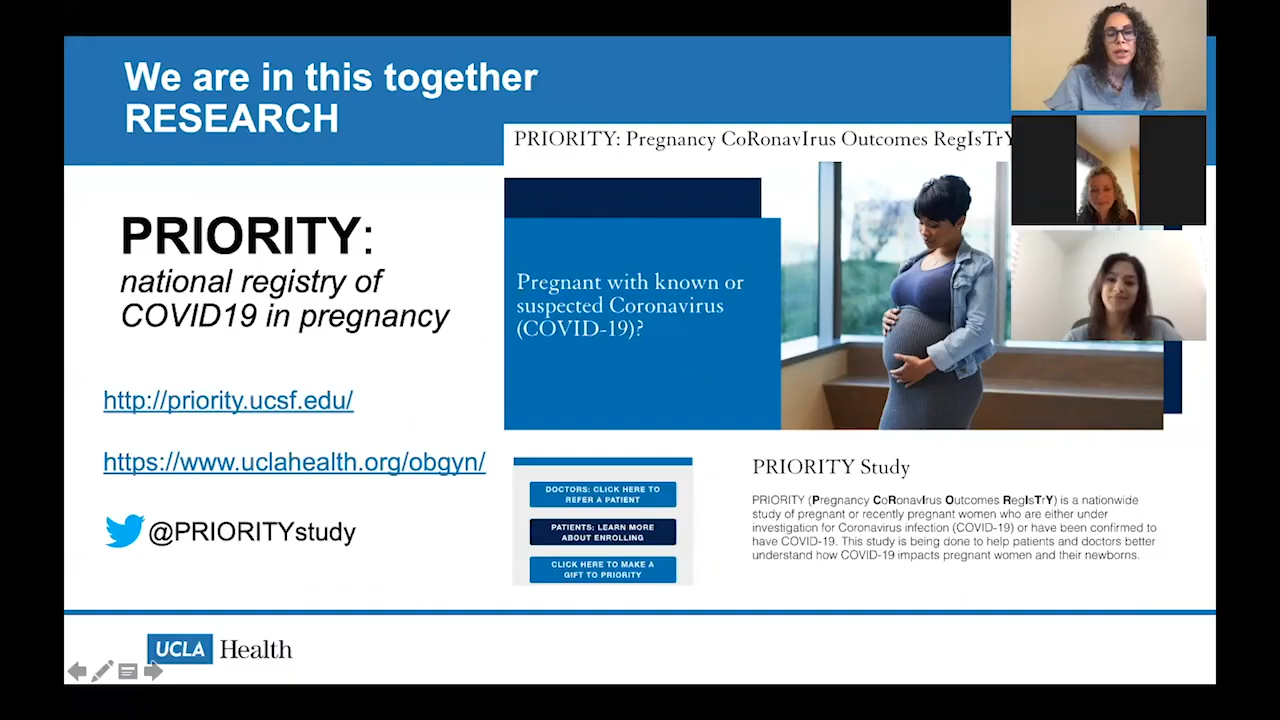 We are in this together
RESEARCH
PRIORITY: Pregnancy CoRonavIrus Outcomes RegIsTrY
PRIORITY:
national registry of
COVID19 in pregnancy
http://priority.ucsf.edu/
https://www.uclahealth.org/obgyn/
@PRIORITYstudy
Pregnant with known or
suspected Coronavirus
(COVID-19)?
DOCTORS: CLICK HERE TO
REFER A PATIENT
PATIENTS: LEARN MORE
ABOUT ENROLLING
CLICK HERE TO MAKE A
GIFT TO PRIORITY
PRIORITY Study
PRIORITY (Pregnancy CoRonavIrus Outcomes RegIsTrY) is a nationwide
study of pregnant or recently pregnant women who are either under
investigation for Coronavirus infection (COVID-19) or have been confirmed to
have COVID-19. This study is being done to help patients and doctors better
understand how COVID-19 impacts pregnant women and their newborns.
UCLA Health